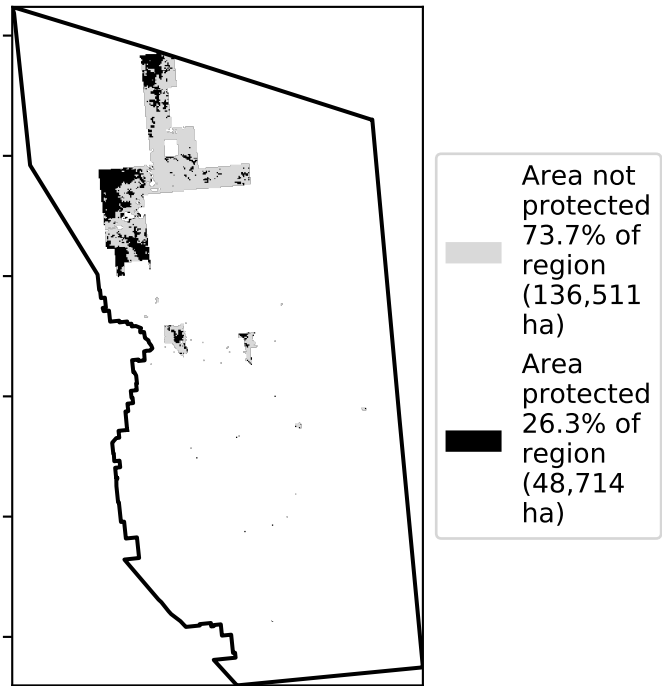 Area not
protected
73.7% of
region
(136,511
ha)
Area
protected
26.3% of
region
(48,714
ha)